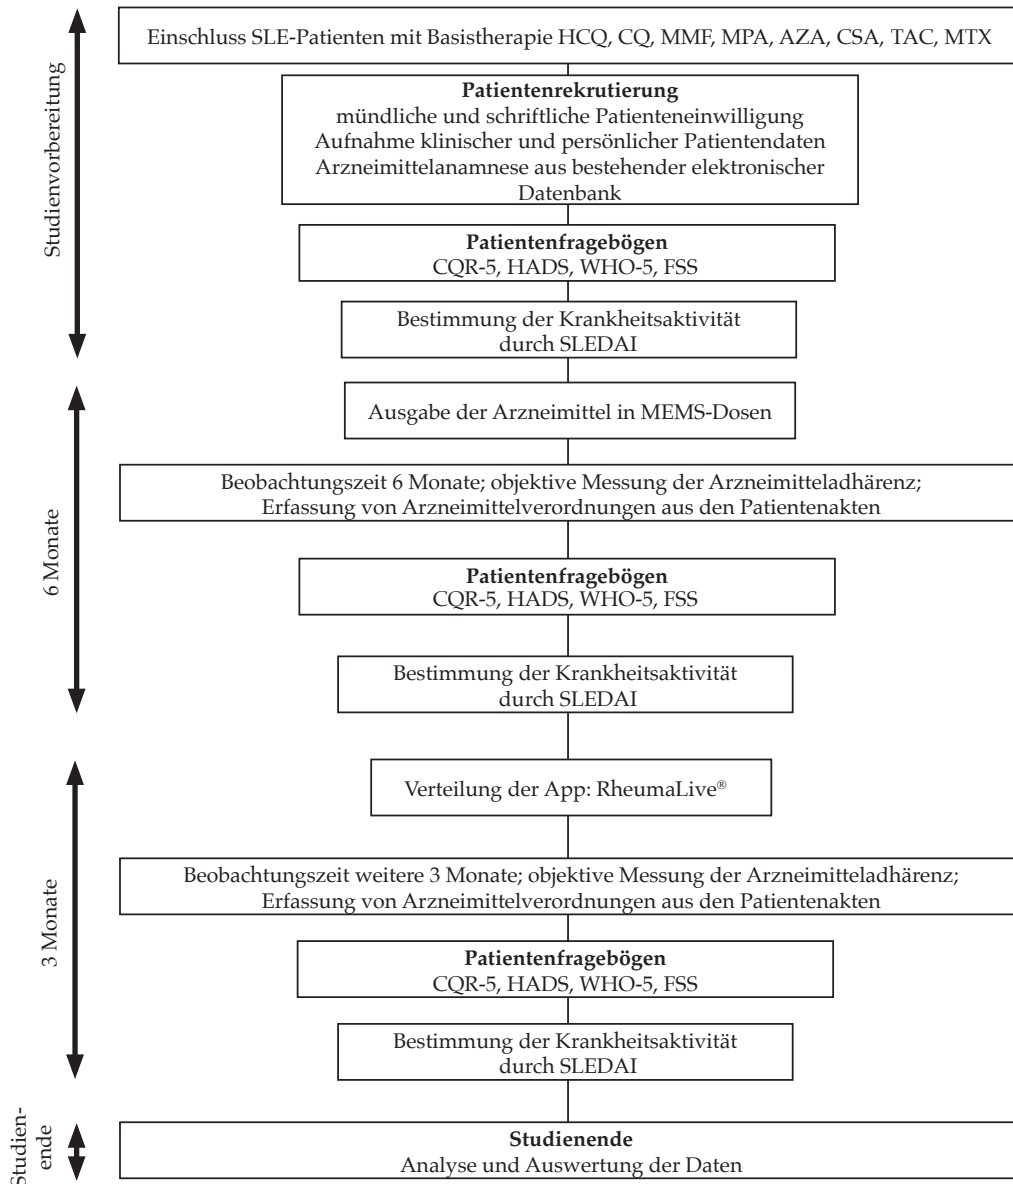 Einschluss SLE-Patienten mit Basistherapie HCQ, CQ, MMF, MPA, AZA, CSA, TAC, MTX
Studienvorbereitung
Patientenrekrutierung
mündliche und schriftliche Patienteneinwilligung
Aufnahme klinischer und persönlicher Patientendaten
Arzneimittelanamnese aus bestehender elektronischer
Datenbank
Patientenfragebögen
CQR-5, HADS, WHO-5, FSS
Bestimmung der Krankheitsaktivität
durch SLEDAI
6 Monate
Ausgabe der Arzneimittel in MEMS-Dosen
Beobachtungszeit 6 Monate; objektive Messung der Arzneimitteladhärenz;
Erfassung von Arzneimittelverordnungen aus den Patientenakten
Patientenfragebögen
CQR-5, HADS, WHO-5, FSS
Bestimmung der Krankheitsaktivität
durch SLEDAI
3 Monate
Verteilung der App: RheumaLive®
Beobachtungszeit weitere 3 Monate; objektive Messung der Arzneimitteladhärenz;
Erfassung von Arzneimittelverordnungen aus den Patientenakten
Patientenfragebögen
CQR-5, HADS, WHO-5, FSS
Bestimmung der Krankheitsaktivität
durch SLEDAI
Studien-
ende
Studienende
Analyse und Auswertung der Daten